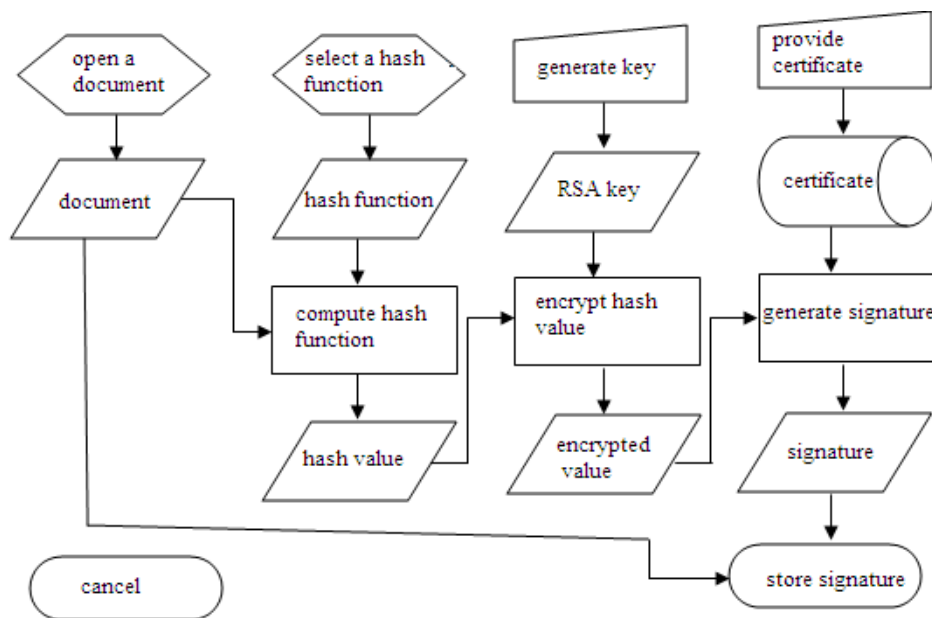 open a
document
select a hash
function
generate key
provide
certificate
document
hash function
RSA key
certificate
compute hash
function
encrypt hash
value
generate signature
hash value
encrypted
value
signature
cancel
store signature